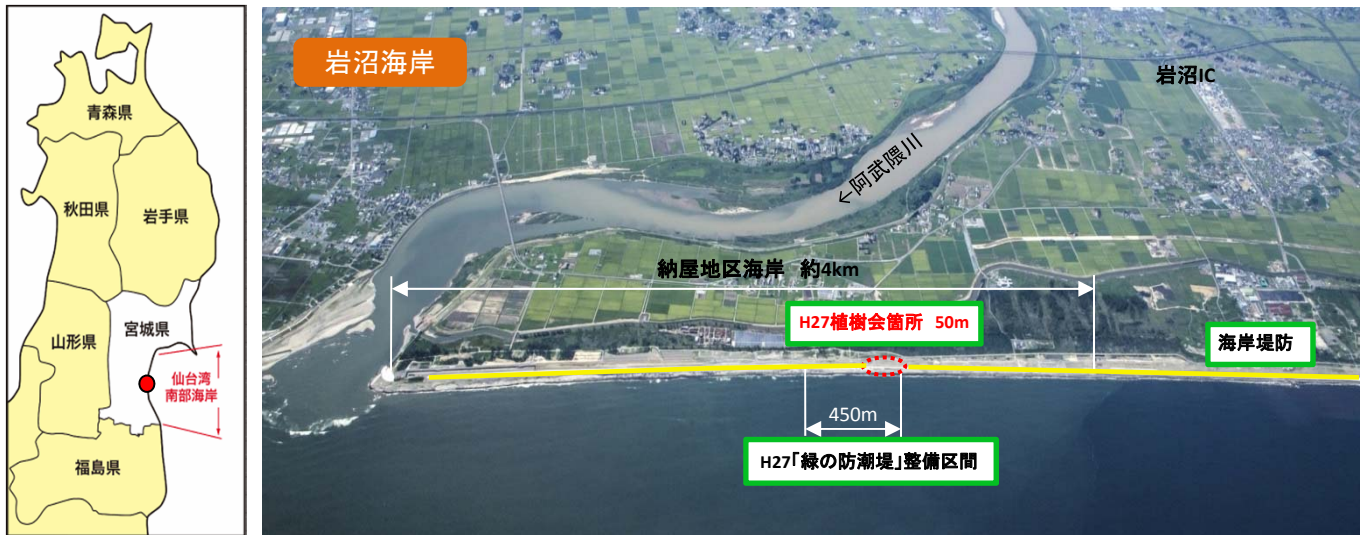 青森県
秋田県
岩手県
山形県
宮城県
仙台湾
南部海岸
福島県
岩沼海岸
岩沼IC
←阿武隈川
納屋地区海岸 約4km
H27植樹会箇所 50m
海岸堤防
450m
H27「緑の防潮堤」整備区間